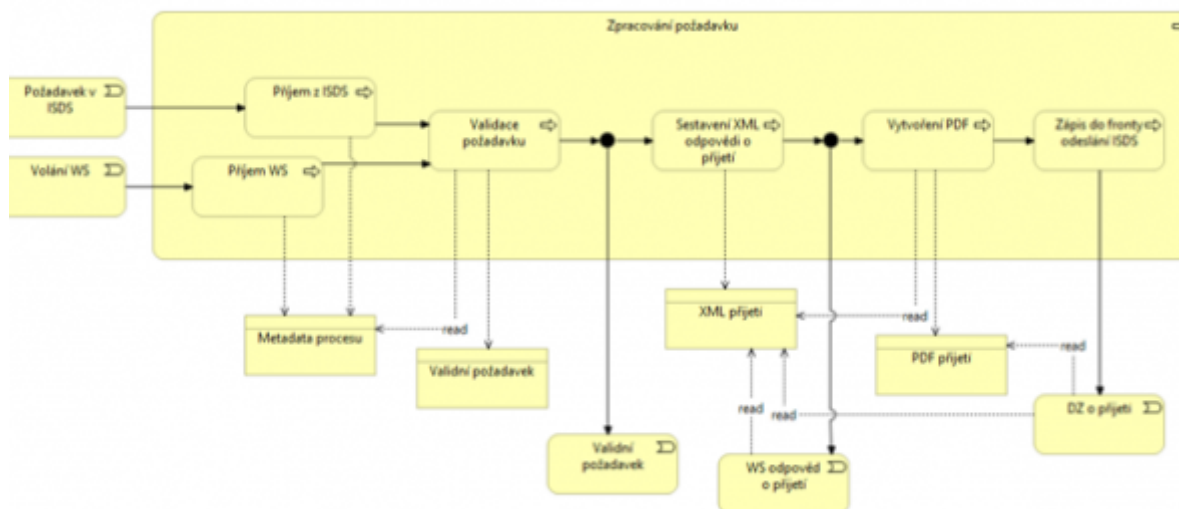 Zpracování požadavku
Požadavek v
ISDS
Příjem z ISDS
Validace
požadavku
Sestavení XML
odpovědi o
přijetí
Vytvoření PDF
Zápis do fronty
odeslání ISDS
Volání WS
Příjem WS
Metadata procesu
read
Validní požadavek
XML přijetí
read
PDF přijetí
read
read
read
DZ o přijetí
Validní
požadavek
WS odpověd
o přijetí